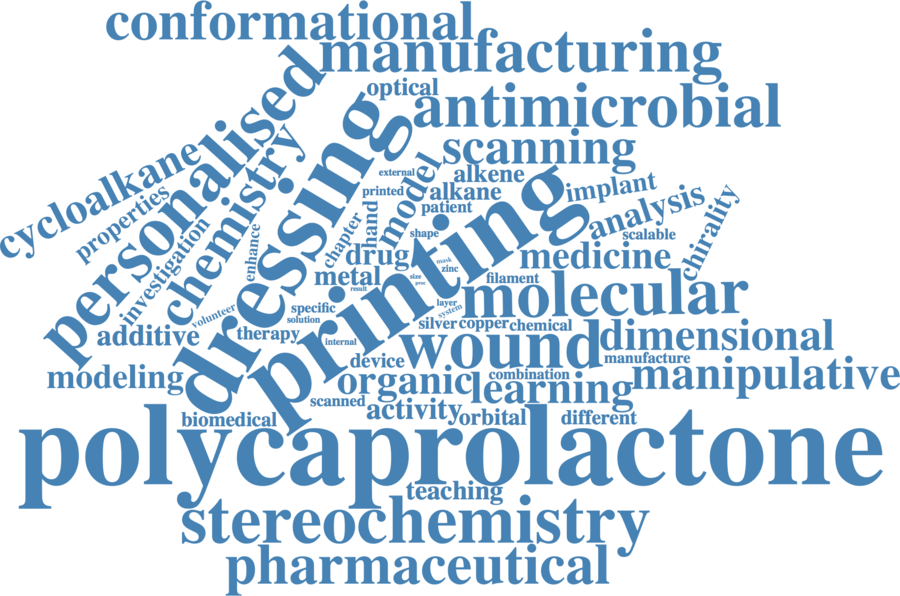 conformational
manufacturing
optical
antimicrobial
personalised
dressing
scanning
external
alkene
cycloalkane
chemistry
printed
model
alkane
implant
properties
hand
patient
analysis
chirality
investigation
chapter
shape
printing
scalable
enhance
drug
mask
zinc
medicine
metal
size
proc
filament
result
molecular
volunteer
specific
layer
system
solution
additive
therapy
silver
copper
chemical
internal
wound
dimensional
device
manufacture
modeling
organic
combination
learning
manipulative
scanned
activity
orbital
biomedical
different
polycaprolactone
teaching
stereochemistry
pharmaceutical